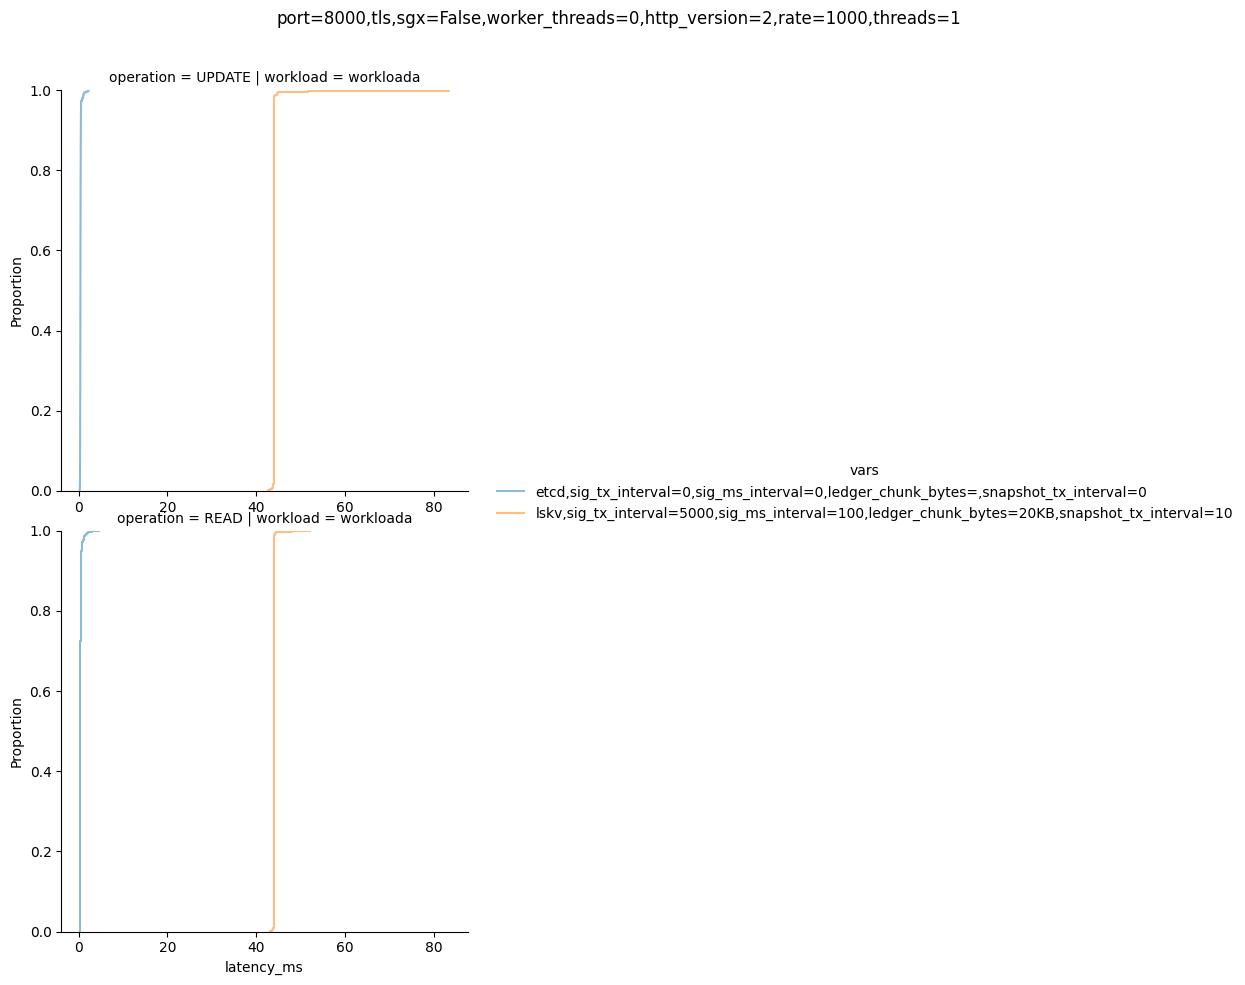 port=8000,tls,sgx=False,worker_threads=0,http_version=2,rate=1000,threads=1
operation = UPDATE | workload = workloada
1.0
0.8
0.6
0.4
0.2
0.0
Proportion
0 20 40 60 80
operation = READ | workload = workloada
1.0
0.8
0.6
0.4
0.2
0.0
Proportion
0 20 40 60 80
latency_ms
vars
etcd,sig_tx_interval=0,sig_ms_interval=0,ledger_chunk_bytes=,snapshot_tx_interval=0
lskv,sig_tx_interval=5000,sig_ms_interval=100,ledger_chunk_bytes=20KB,snapshot_tx_interval=10